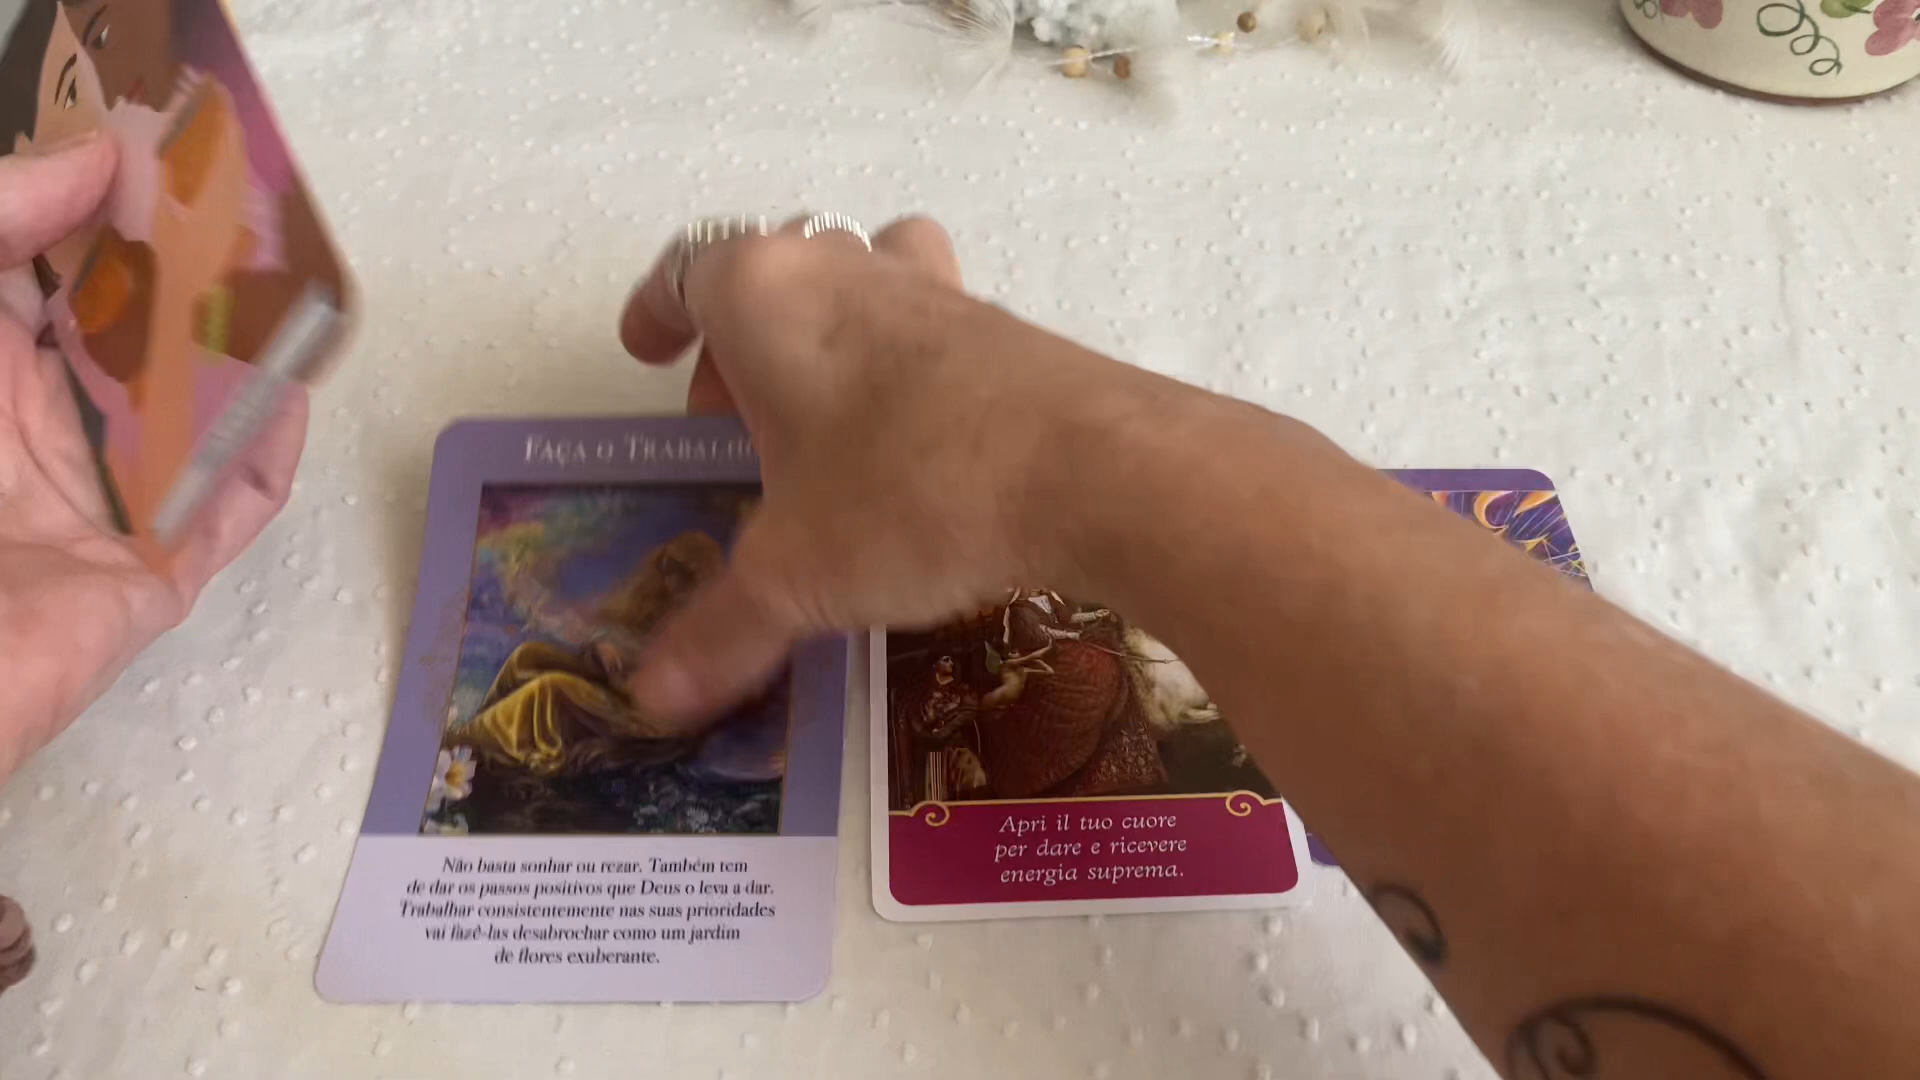 FAÇA O TRABALHO
Não basta sonhar ou rezar. Também tem
de dar os passos positivos que Deus o leva a dar.
Trabalhar consistentemente nas suas prioridades
vai fazê-las desabrochar como um jardim
de flores exuberante.
Apri il tuo cuore
per dare e ricevere
energia suprema.